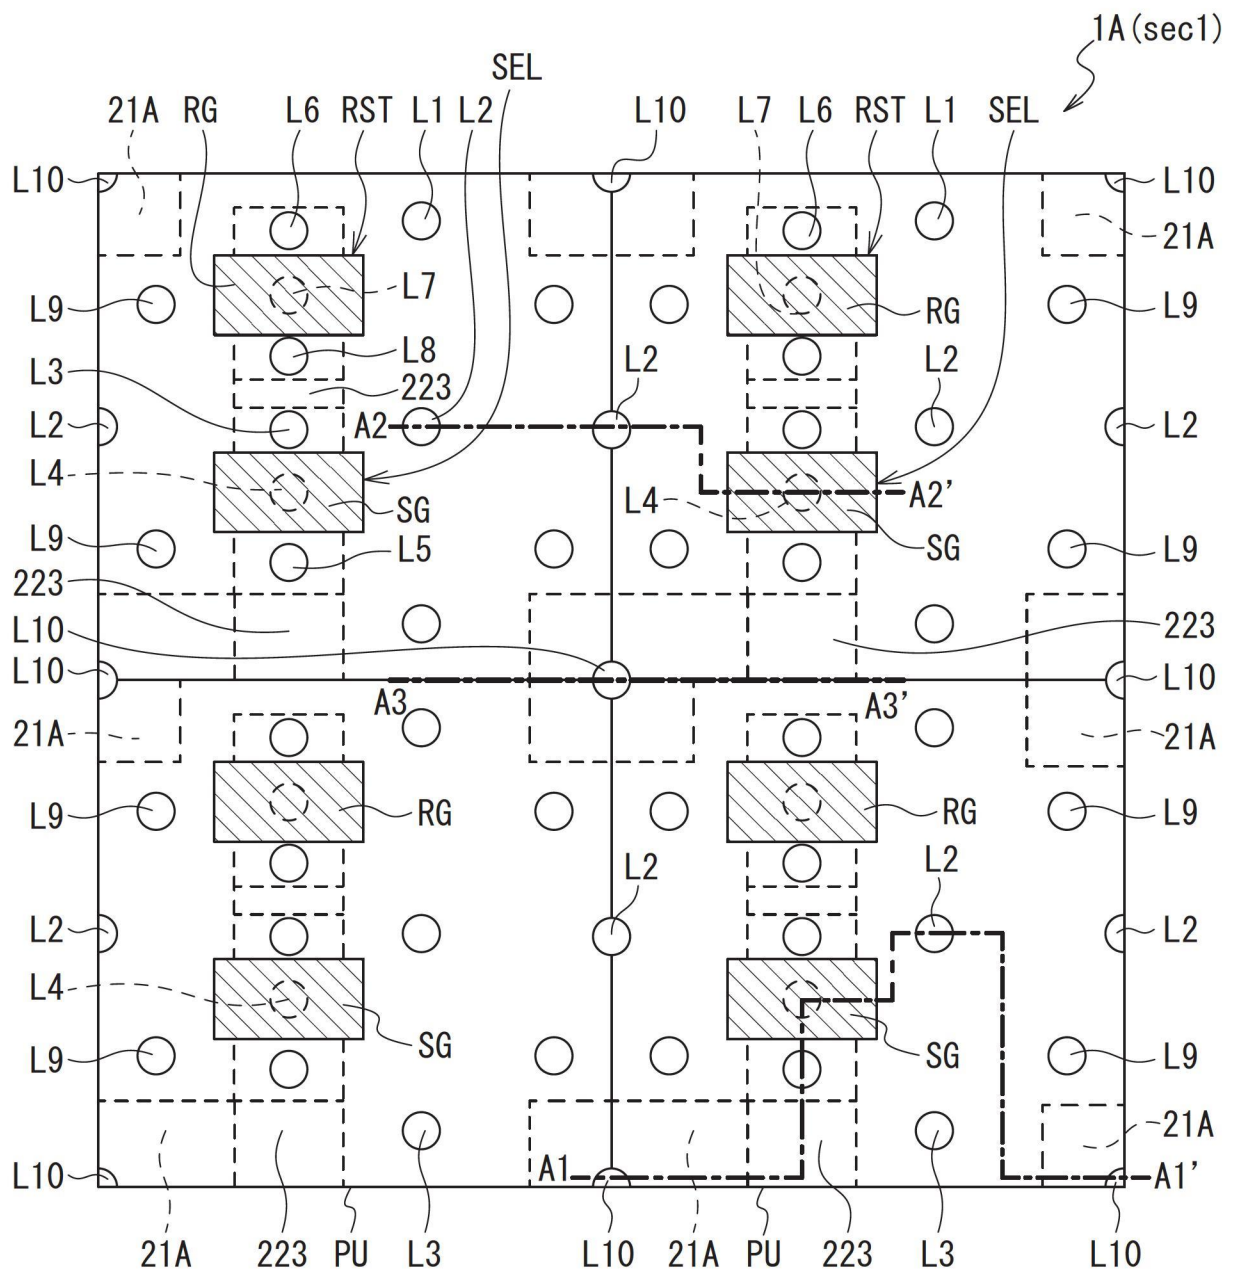 1A(sec1)
SEL
21A RG L6 RST L1 L2 L10 L7 L6 RST L1 SEL
L10 L10
21A
L7
L9 RG L9
L8 L2 L2
L3 223
L2 A2 L2
L4 SG L4 A2'
L9 L5 SG L9
223
L10 223
L10 L10
A3 A3'
21A 21A
L9 RG RG L9
L2 L2
L2 L2
L4
L9 SG SG L9
21A
L10 A1 A1'
21A 223 PU L3 L10 21A PU 223 L3 L10